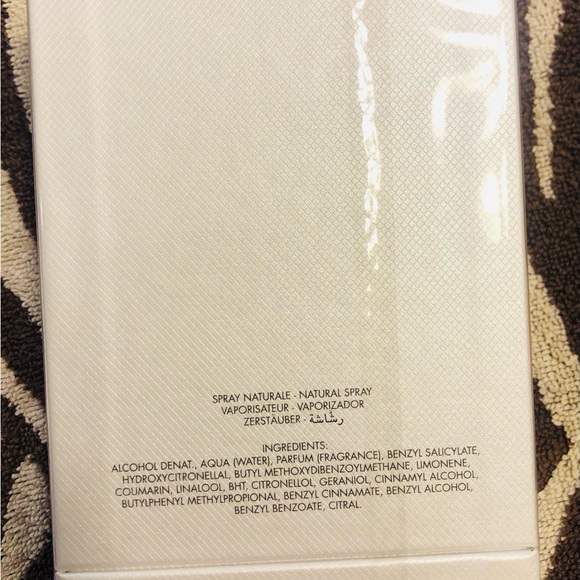 SPRAY NATURALE - NATURAL SPRAY
VAPORISATEUR - VAPORIZADOR
ZERSTÄUBER - رشّاشة
INGREDIENTS:
ALCOHOL DENAT., AQUA (WATER), PARFUM (FRAGRANCE), BENZYL SALICYLATE,
HYDROXYCITRONELLAL, BUTYL METHOXYDIBENZOYLMETHANE, LIMONENE,
COUMARIN, LINALOOL, BHT, CITRONELLOL, GERANIOL, CINNAMYL ALCOHOL,
BUTYLPHENYL METHYLPROPIONAL, BENZYL CINNAMATE, BENZYL ALCOHOL,
BENZYL BENZOATE, CITRAL.